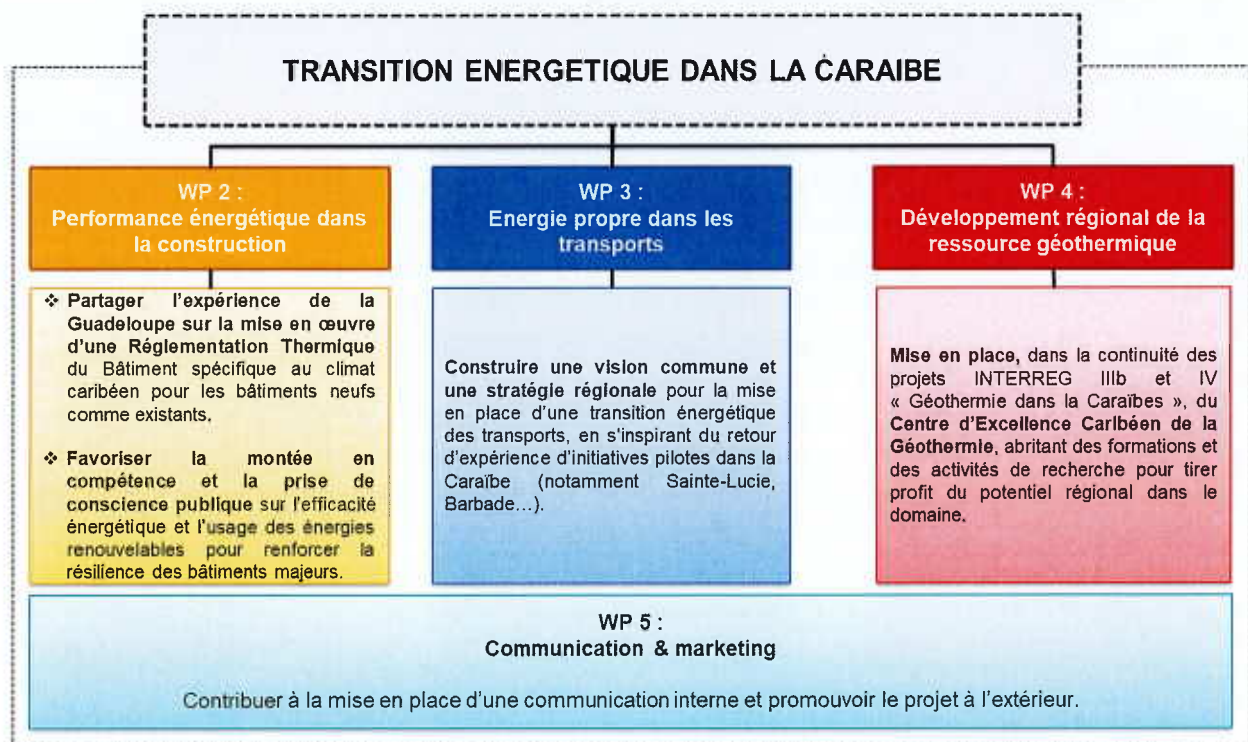 TRANSITION ENERGETIQUE DANS LA CARAIBE
WP 2 :
Performance énergétique dans
la construction
❖ Partager l'expérience de la
Guadeloupe sur la mise en œuvre
d'une Réglementation Thermique
du Bâtiment spécifique au climat
caribéen pour les bâtiments neufs
comme existants.
❖ Favoriser la montée en
compétence et la prise de
conscience publique sur l'efficacité
énergétique et l'usage des énergies
renouvelables pour renforcer la
résilience des bâtiments majeurs.
WP 3 :
Energie propre dans les
transports
Construire une vision commune et
une stratégie régionale pour la mise
en place d'une transition énergétique
des transports, en s'inspirant du retour
d'expérience d'initiatives pilotes dans la
Caraïbe (notamment Sainte-Lucie,
Barbade…).
WP 4 :
Développement régional de la
ressource géothermique
Mise en place, dans la continuité des
projets INTERREG IIIb et IV
« Géothermie dans la Caraïbes », du
Centre d'Excellence Caribéen de la
Géothermie, abritant des formations et
des activités de recherche pour tirer
profit du potentiel régional dans le
domaine.
WP 5 :
Communication & marketing
Contribuer à la mise en place d'une communication interne et promouvoir le projet à l'extérieur.